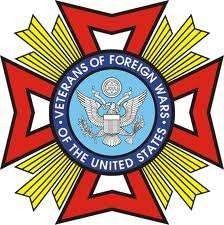 VETERANS OF FOREIGN WARS
OF THE UNITED STATES